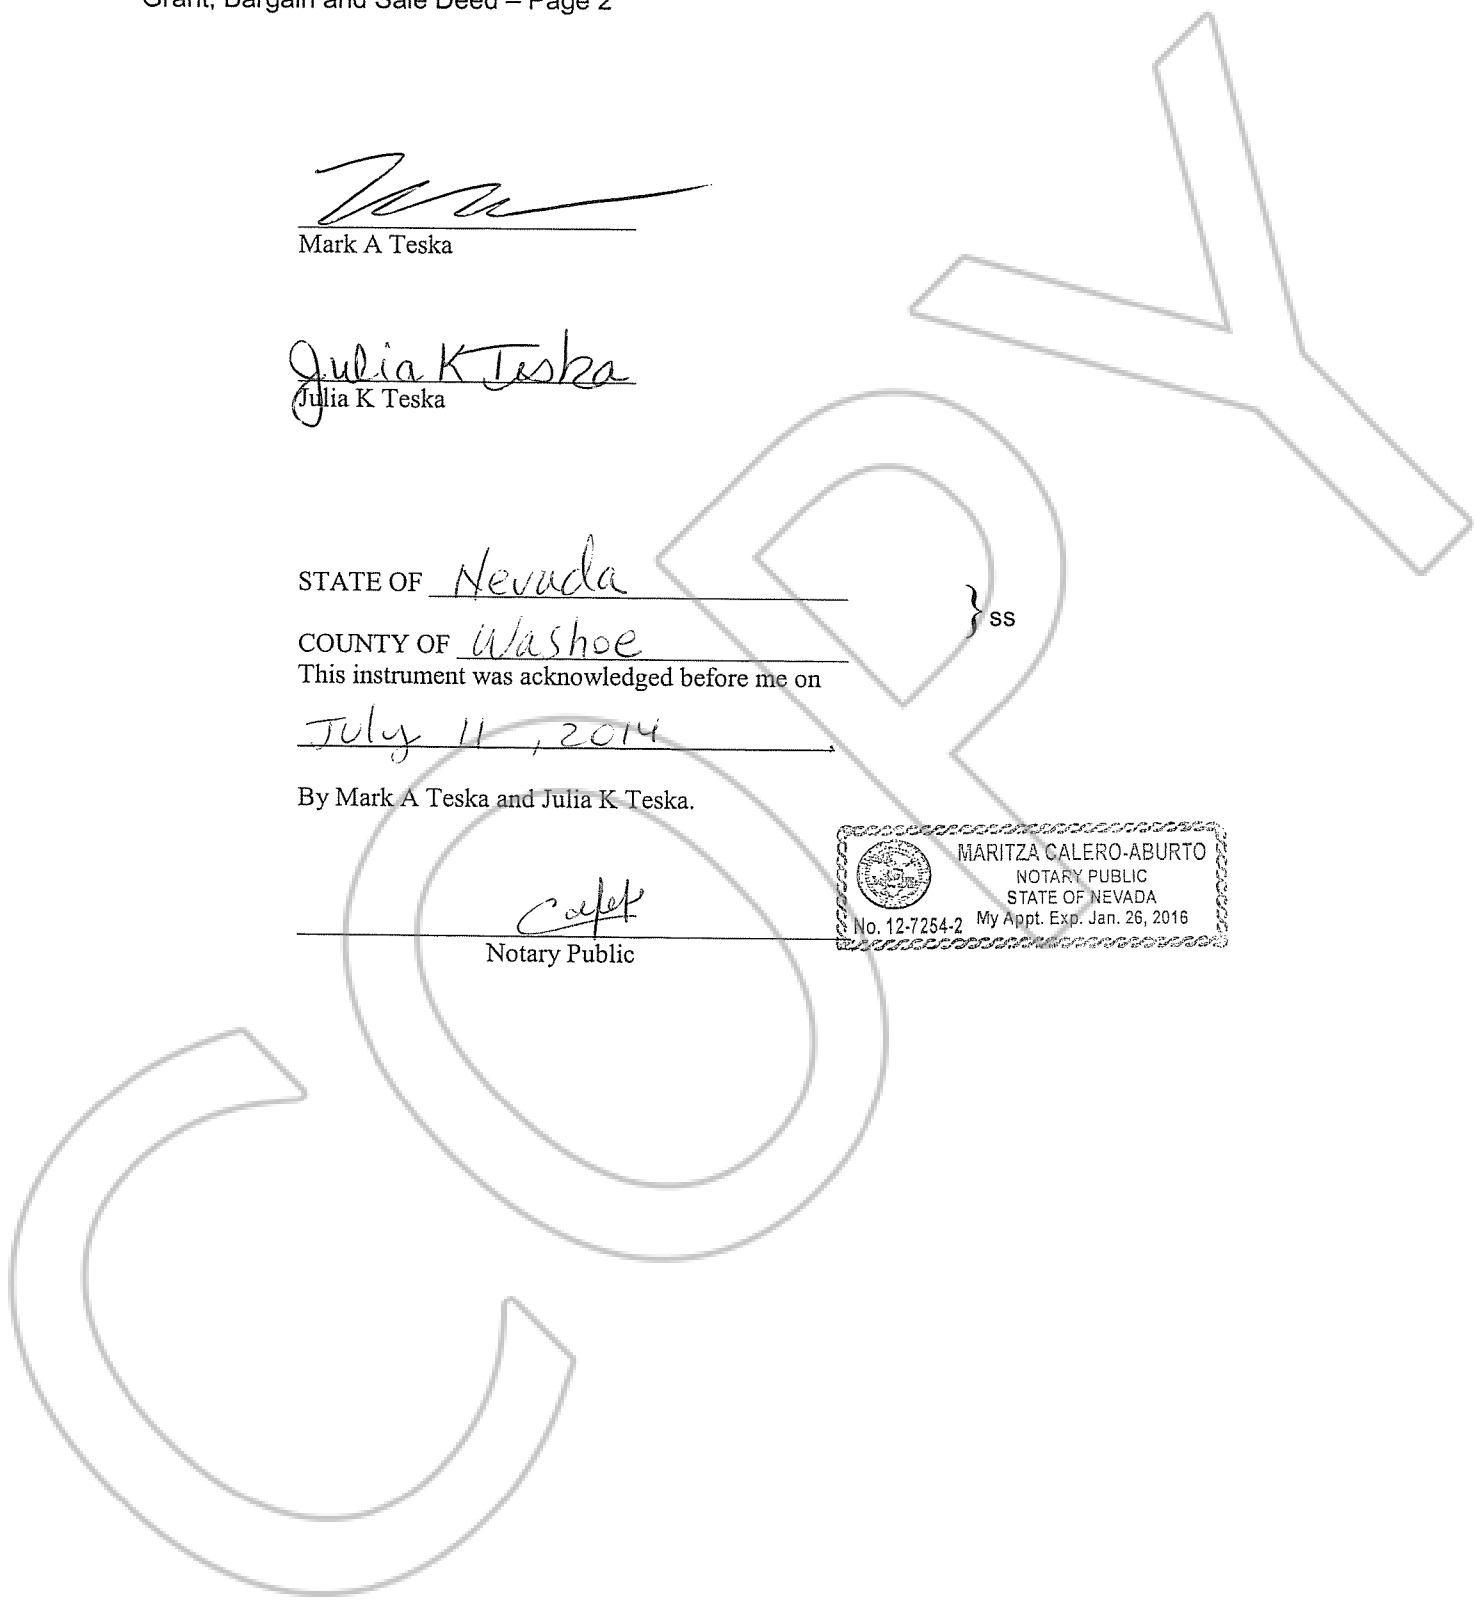 Grant, Bargain and Sale Deed – Page 2
Mark A Teska
Julia K Teska
Julia K Teska
STATE OF Nevada
} ss
COUNTY OF Washoe
This instrument was acknowledged before me on
July 11, 2014
By Mark A Teska and Julia K Teska.
Notary Public
MARITZA CALERO-ABURTO
NOTARY PUBLIC
STATE OF NEVADA
No. 12-7254-2 My Appt. Exp. Jan. 26, 2016
COPY